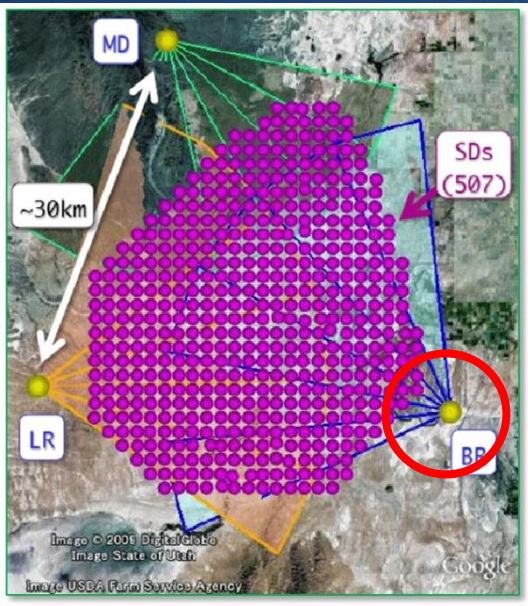 MD
SDs
(507)
~30km
LR
BR
Image © 2008 DigitalGlobe
Image State of Utah
Image USDA Farm Service Agency
Google